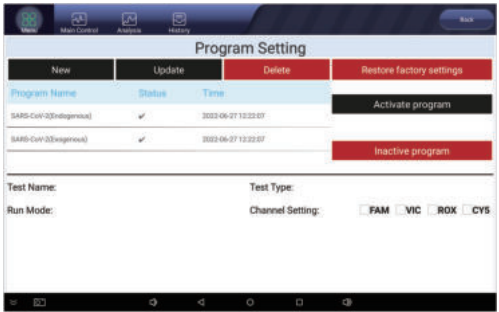 Menu Main Control Analysis History Back
Program Setting
New Update Delete Restore factory settings
Program Name Status Time
Activate program
SARS-CoV-2(Endogenous) ✔ 2022-06-27 12:22:07
SARS-CoV-2(Exogenous) ✔ 2022-06-27 12:22:07
Inactive program
Test Name: Test Type:
Run Mode: Channel Setting: FAM VIC ROX CY5